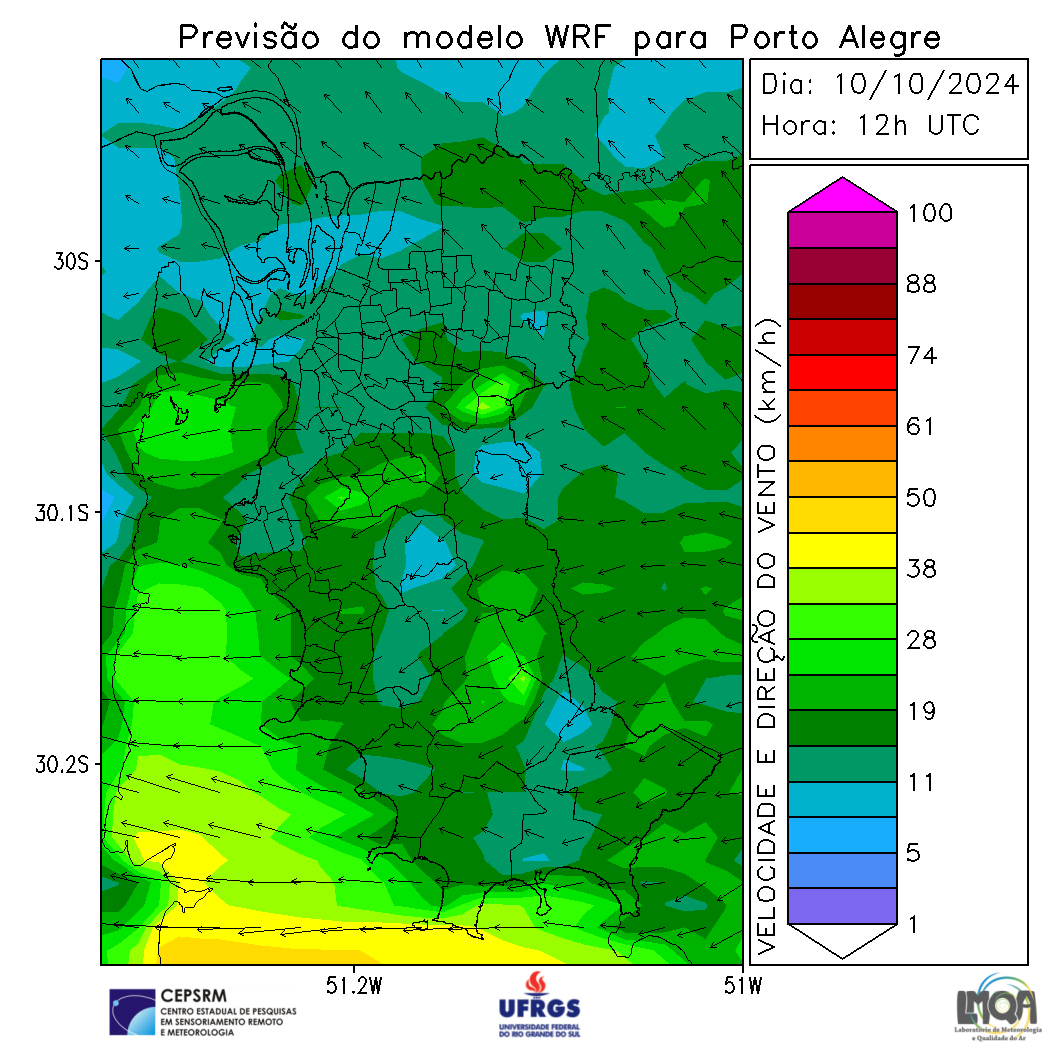 Previsão do modelo WRF para Porto Alegre
Dia: 10/10/2024
Hora: 12h UTC
30S
30.1S
30.2S
51.2W
51W
VELOCIDADE E DIREÇÃO DO VENTO (km/h)
100
88
74
61
50
38
28
19
11
5
1
CEPSRM
CENTRO ESTADUAL DE PESQUISAS
EM SENSORIAMENTO REMOTO
E METEOROLOGIA
UFRGS
UNIVERSIDADE FEDERAL
DO RIO GRANDE DO SUL
LMQA
Laboratório de Meteorologia
e Qualidade do Ar